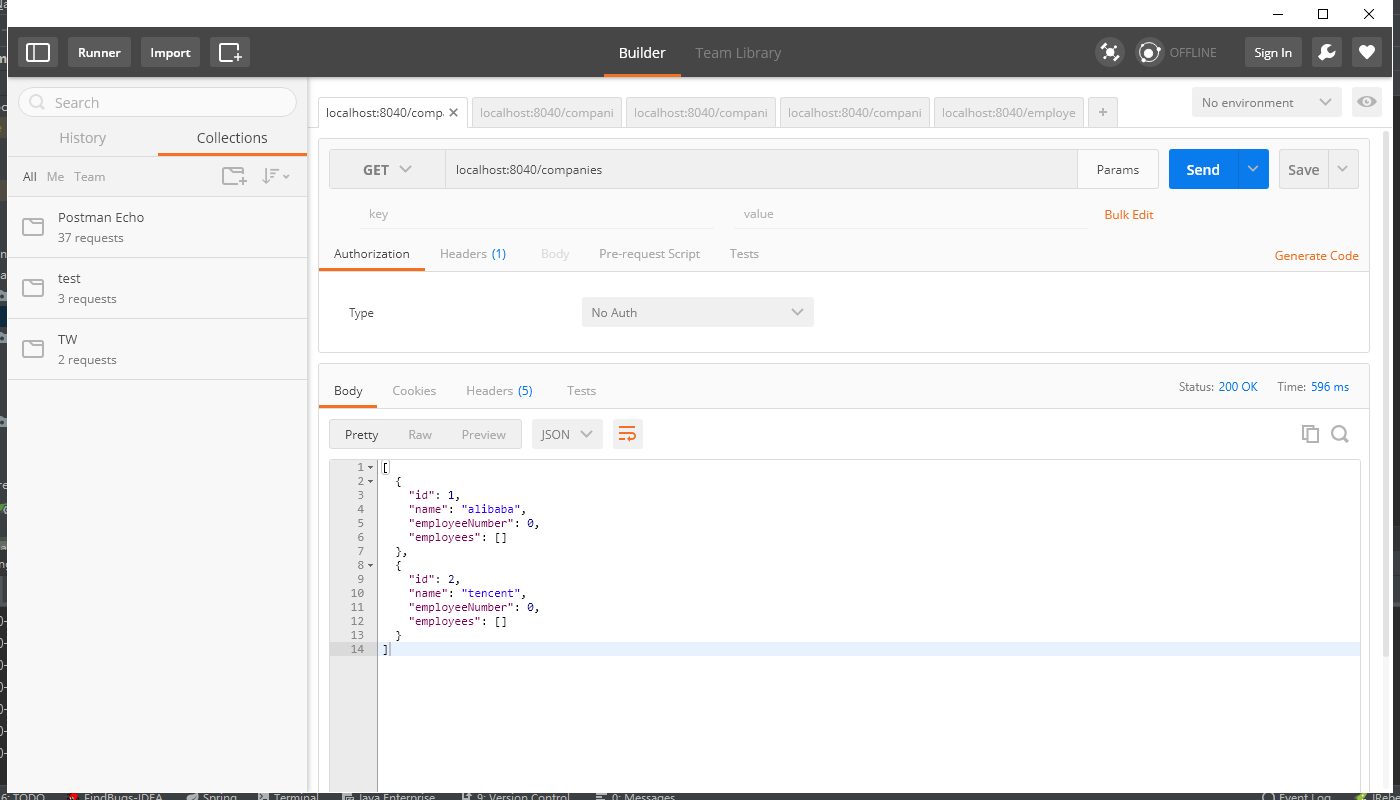 Runner
Import
Builder
Team Library
OFFLINE
Sign In
Search
History
Collections
All
Me
Team
Postman Echo
37 requests
test
3 requests
TW
2 requests
localhost:8040/comp
localhost:8040/compani
localhost:8040/compani
localhost:8040/compani
localhost:8040/employe
+
No environment
GET
localhost:8040/companies
Params
Send
Save
key
value
Bulk Edit
Authorization
Headers (1)
Body
Pre-request Script
Tests
Generate Code
Type
No Auth
Body
Cookies
Headers (5)
Tests
Status: 200 OK
Time: 596 ms
Pretty
Raw
Preview
JSON
1 [
2 {
3 "id": 1,
4 "name": "alibaba",
5 "employeeNumber": 0,
6 "employees": []
7 },
8 {
9 "id": 2,
10 "name": "tencent",
11 "employeeNumber": 0,
12 "employees": []
13 }
14 ]
6: TODO
FindBugs-IDEA
Spring
Terminal
Java Enterprise
9: Version Control
0: Messages
Event Log
JRebe